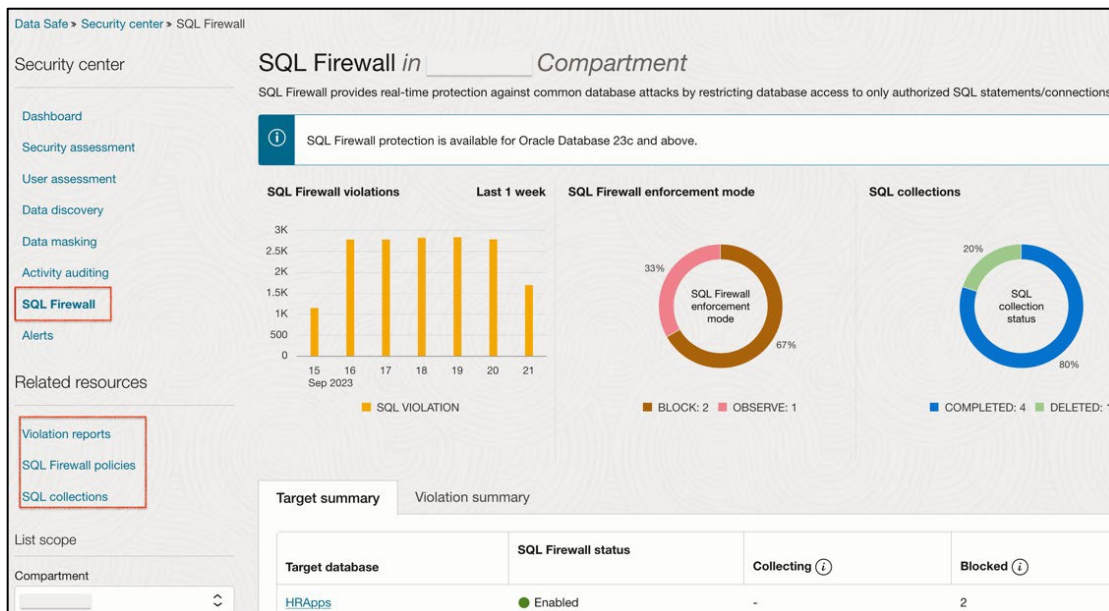 Data Safe » Security center » SQL Firewall
Security center
Dashboard
Security assessment
User assessment
Data discovery
Data masking
Activity auditing
SQL Firewall
Alerts
Related resources
Violation reports
SQL Firewall policies
SQL collections
List scope
Compartment
SQL Firewall in Compartment
SQL Firewall provides real-time protection against common database attacks by restricting database access to only authorized SQL statements/connections
SQL Firewall protection is available for Oracle Database 23c and above.
SQL Firewall violations Last 1 week
3K
2.5K
2K
1.5K
1K
500
0
15 16 17 18 19 20 21
Sep 2023
SQL VIOLATION
SQL Firewall enforcement mode
33%
SQL Firewall
enforcement
mode
67%
BLOCK: 2 OBSERVE: 1
SQL collections
20%
SQL
collection
status
80%
COMPLETED: 4 DELETED: 1
Target summary Violation summary
Target database SQL Firewall status Collecting Blocked
HRApps Enabled - 2